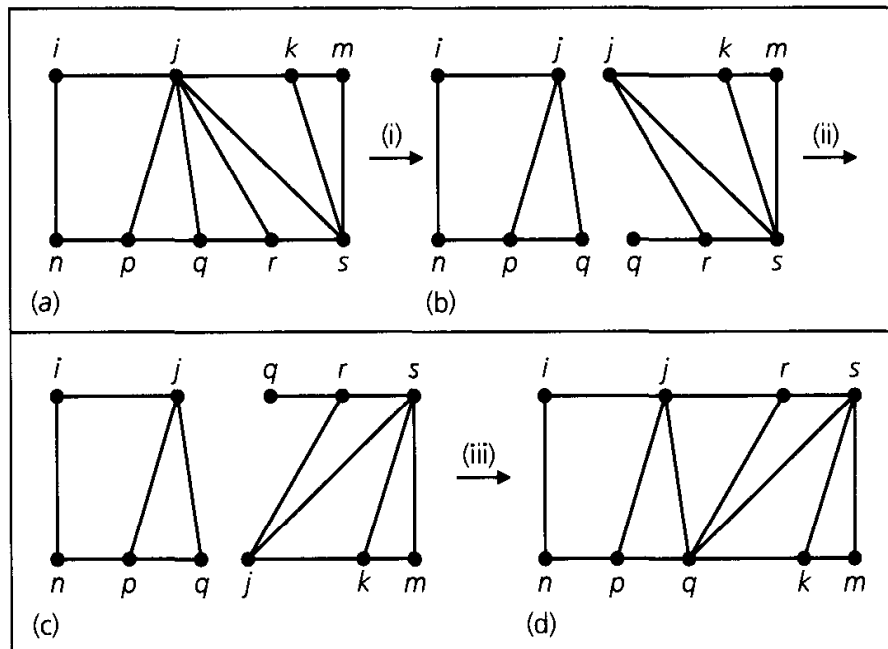 i j k m
i j
j k m
(i)
(ii)
n p q r s
n p q
q r s
(a)
(b)
i j
q r s
i j r s
(iii)
n p q
j k m
n p q k m
(c)
(d)